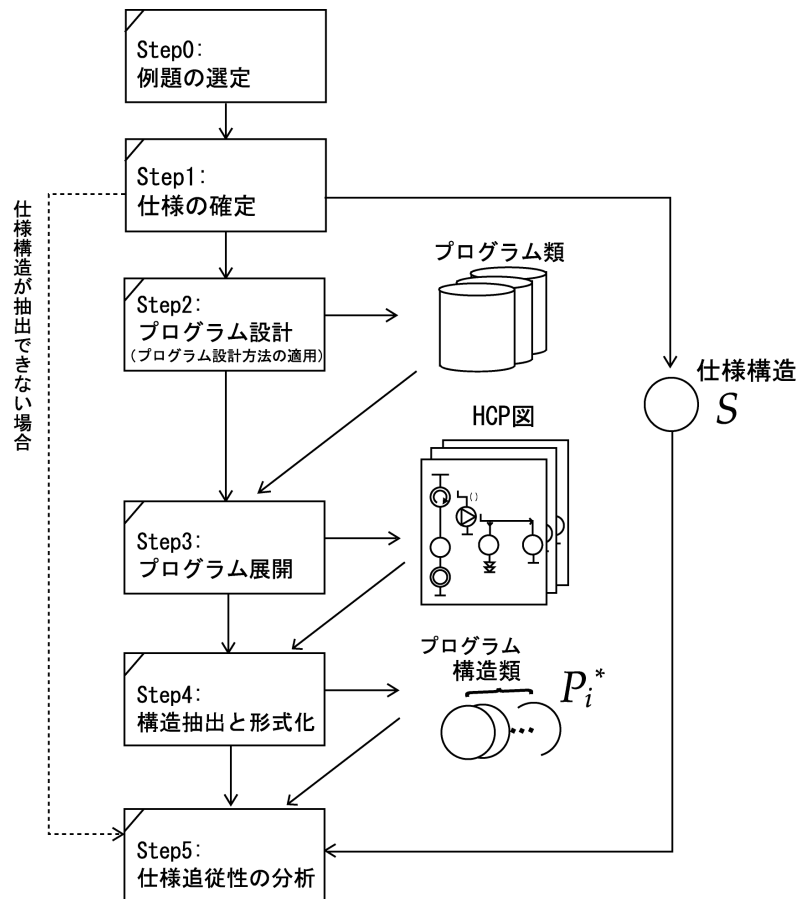 Step0:
例題の選定
Step1:
仕様の確定
仕様構造が抽出できない場合
Step2:
プログラム設計
(プログラム設計方法の適用)
プログラム類
仕様構造
S
HCP図
()
Step3:
プログラム展開
Step4:
構造抽出と形式化
プログラム
構造類
P_i^*
Step5:
仕様追従性の分析